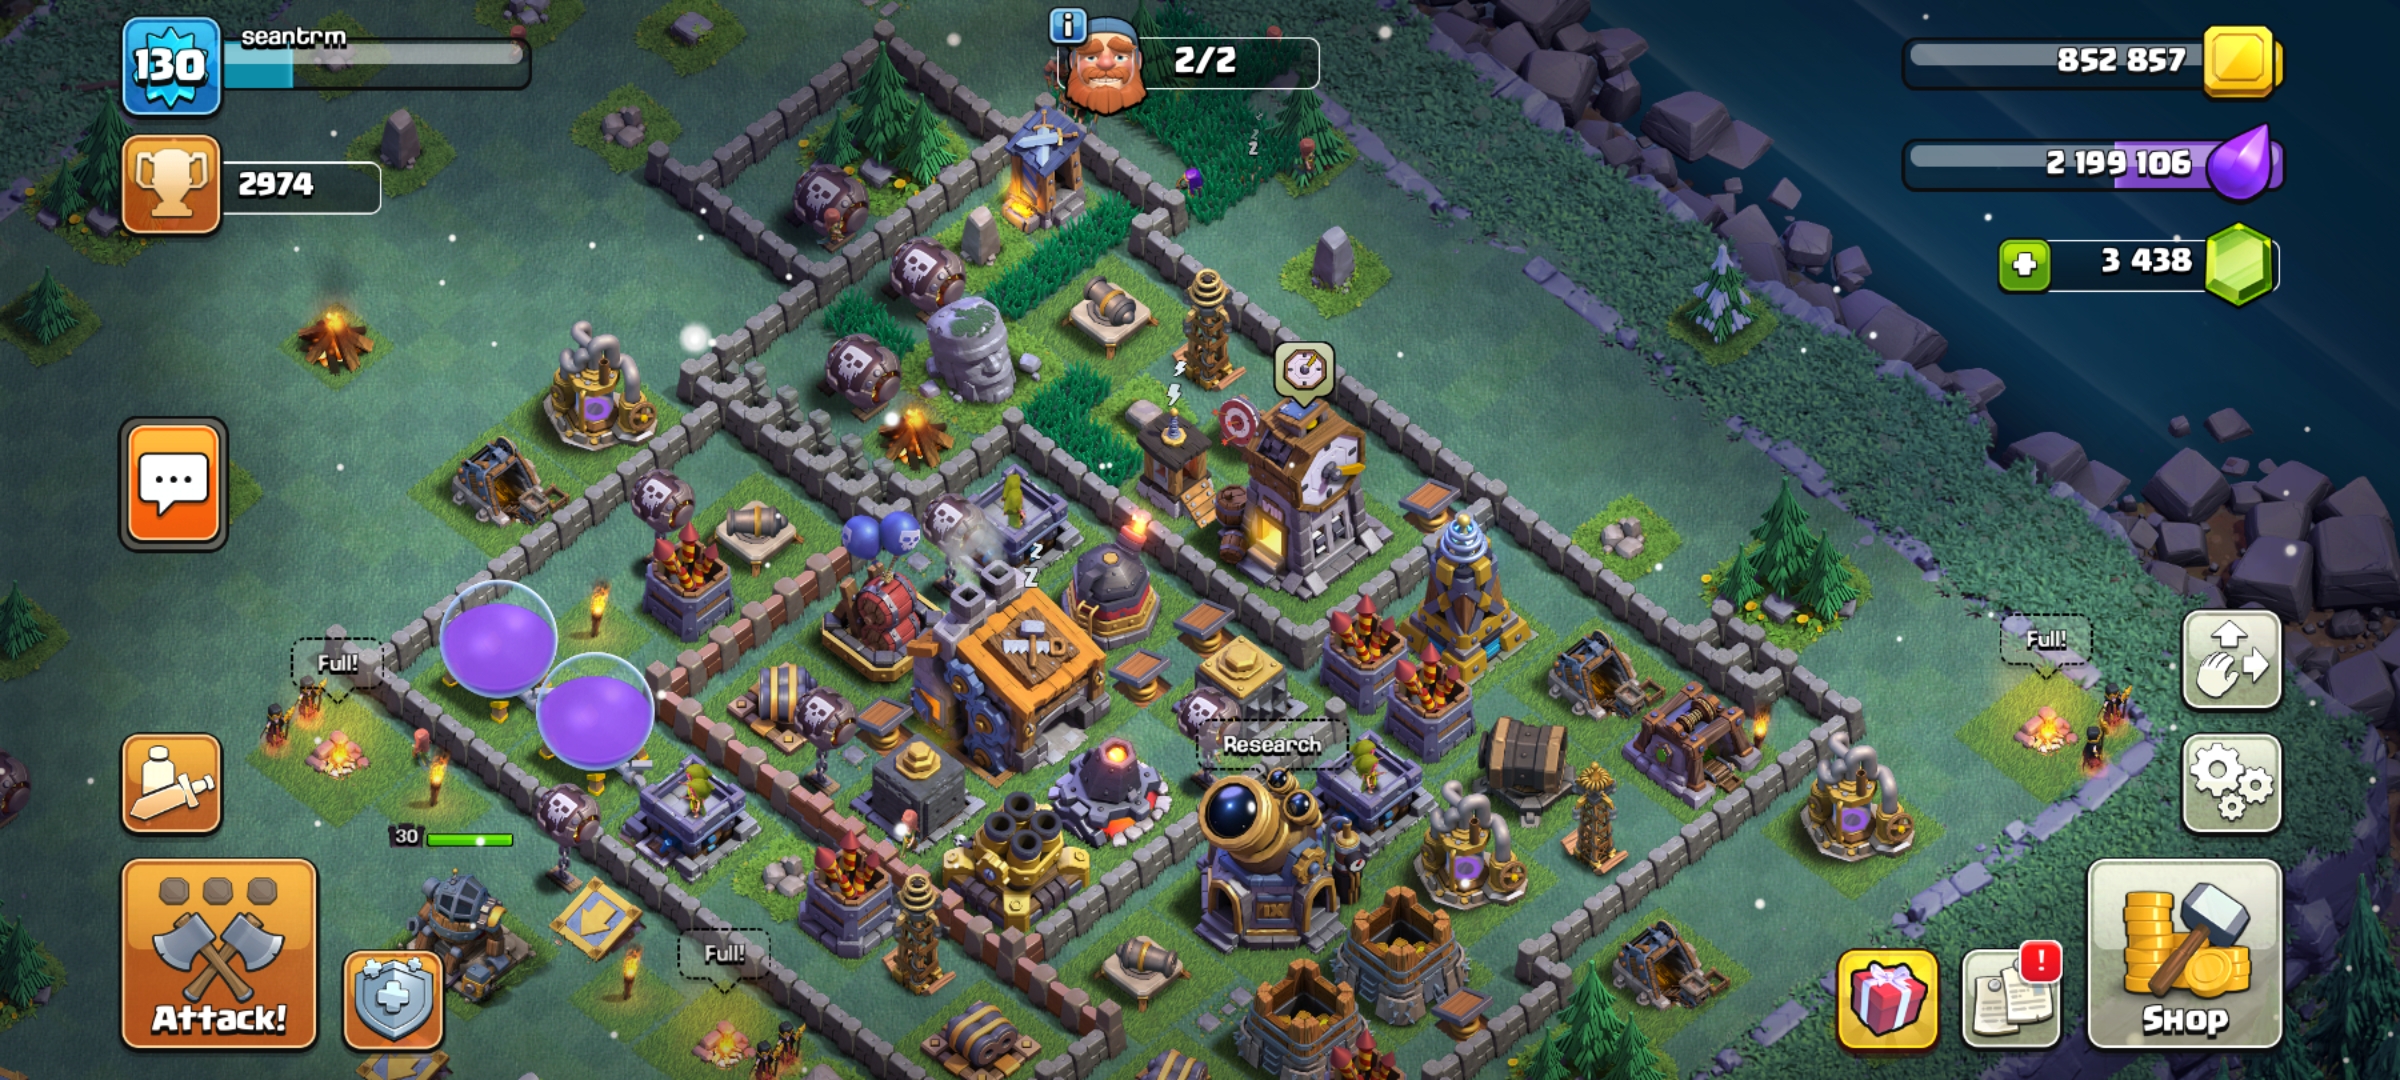 130
seantrm
i
2/2
852 857
2974
2 199 106
3 438
z
z
z
z
Full!
Full!
Research
30
Full!
Attack!
!
Shop